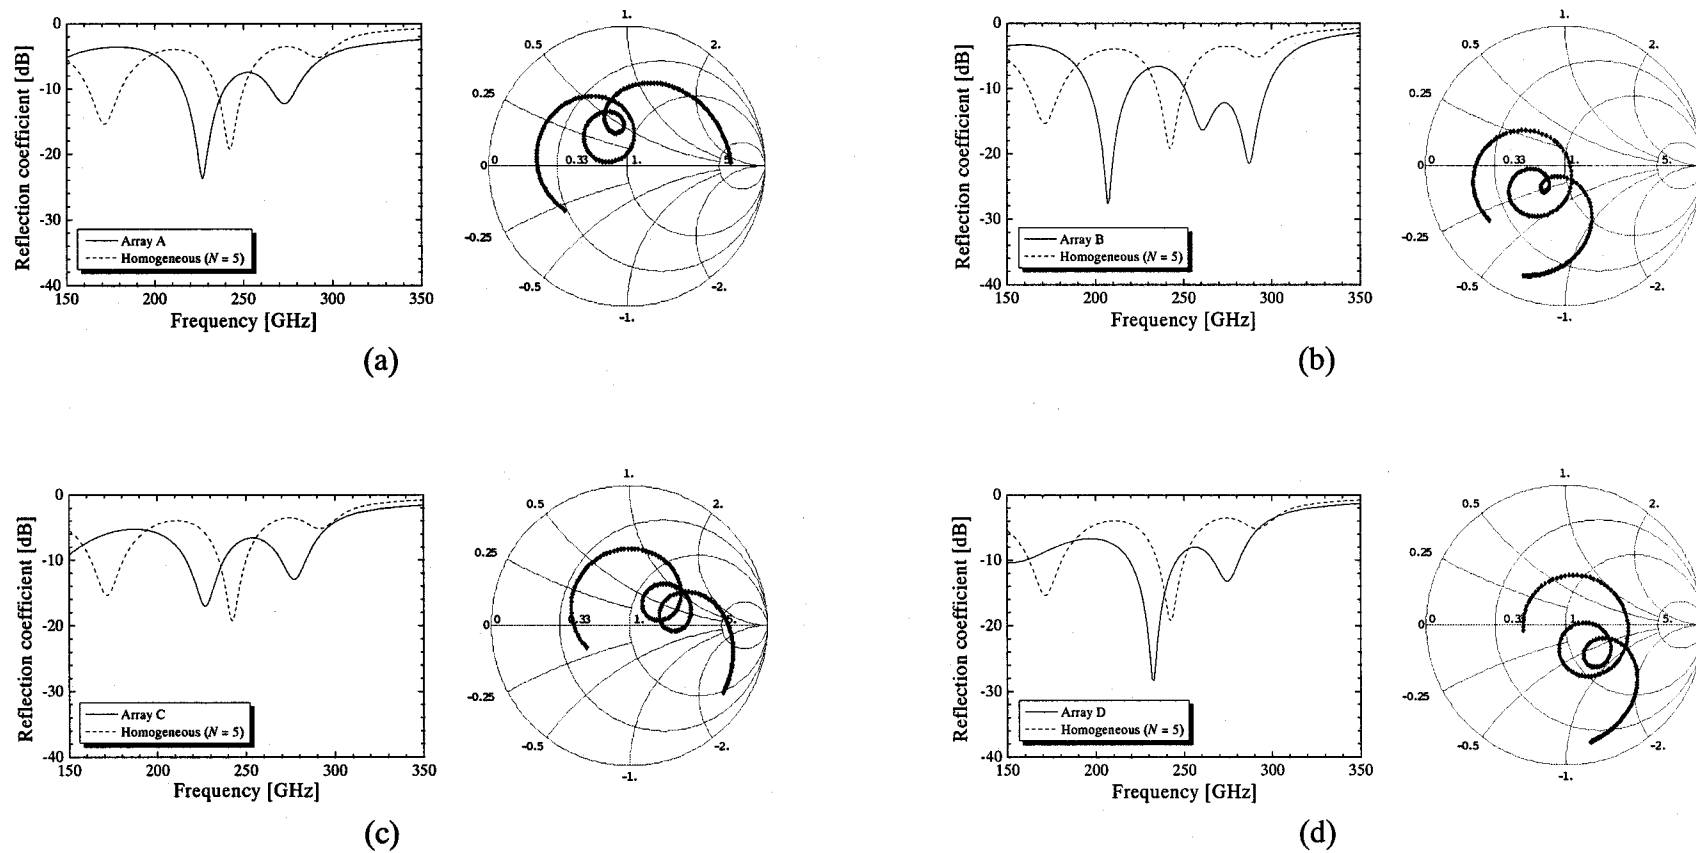 0
-10
-20
-30
-40
Reflection coefficient [dB]
Array A
Homogeneous (N = 5)
150 200 250 300 350
Frequency [GHz]
1.
0.5 2.
0.25
0 0 0.33 1. 5.
-0.25
-0.5 -2.
-1.
(a)
0
-10
-20
-30
-40
Reflection coefficient [dB]
Array B
Homogeneous (N = 5)
150 200 250 300 350
Frequency [GHz]
1.
0.5 2.
0.25
0 0 0.33 1. 5.
-0.25
-0.5 -2.
-1.
(b)
0
-10
-20
-30
-40
Reflection coefficient [dB]
Array C
Homogeneous (N = 5)
150 200 250 300 350
Frequency [GHz]
1.
0.5 2.
0.25
0 0 0.33 1. 5.
-0.25
-0.5 -2.
-1.
(c)
0
-10
-20
-30
-40
Reflection coefficient [dB]
Array D
Homogeneous (N = 5)
150 200 250 300 350
Frequency [GHz]
1.
0.5 2.
0.25
0 0 0.33 1. 5.
-0.25
-0.5 -2.
-1.
(d)